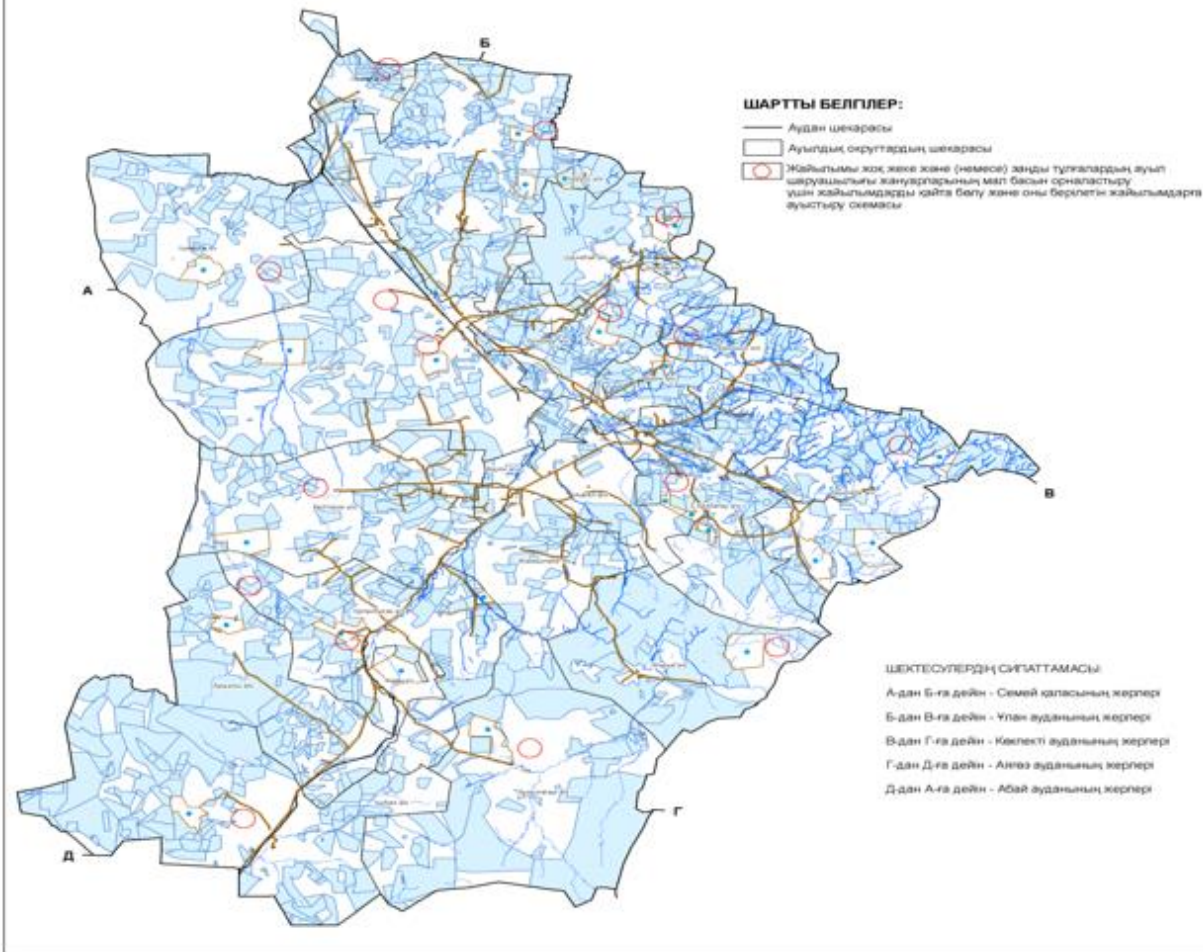 Б
ШАРТТЫ БЕЛГІЛЕР:
Аудан шекарасы
Ауылдық округтардың шекарасы
Жайылымы жоқ жеке және (немесе) заңды тұлғалардың ауыл
шаруашылығы жануарларының мал басын орналастыру
үшін жайылымдарды қайта бөлу және оны берілетін жайылымдарға
ауыстыру схемасы
А
В
ШЕКТЕСУЛЕРДІҢ СИПАТТАМАСЫ:
А-дан Б-ға дейін - Семей қаласының жерлері
Б-дан В-ға дейін - Ұлан ауданының жерлері
В-дан Г-ға дейін - Көкпекті ауданының жерлері
Г-дан Д-ға дейін - Аягөз ауданының жерлері
Д-дан А-ға дейін - Абай ауданының жерлері
Г
Д